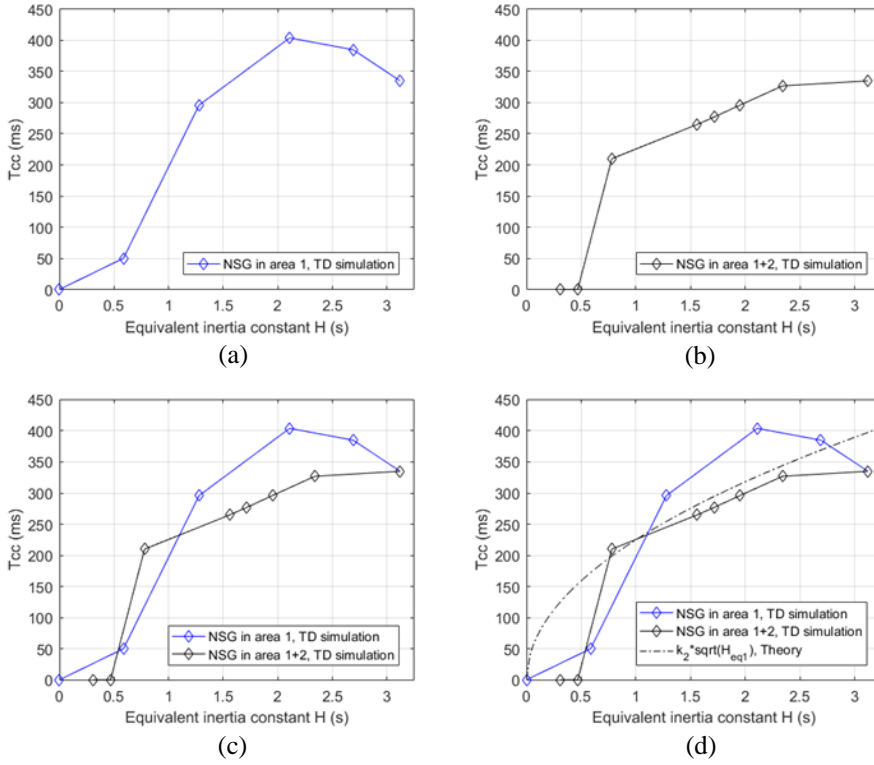 450
400
350
300
250
200
150
100
50
0
Tcc (ms)
NSG in area 1, TD simulation
0 0.5 1 1.5 2 2.5 3
Equivalent inertia constant H (s)
(a)
450
400
350
300
250
200
150
100
50
0
Tcc (ms)
NSG in area 1+2, TD simulation
0 0.5 1 1.5 2 2.5 3
Equivalent inertia constant H (s)
(b)
450
400
350
300
250
200
150
100
50
0
Tcc (ms)
NSG in area 1, TD simulation
NSG in area 1+2, TD simulation
0 0.5 1 1.5 2 2.5 3
Equivalent inertia constant H (s)
(c)
450
400
350
300
250
200
150
100
50
0
Tcc (ms)
NSG in area 1, TD simulation
NSG in area 1+2, TD simulation
k2*sqrt(Heq1), Theory
0 0.5 1 1.5 2 2.5 3
Equivalent inertia constant H (s)
(d)